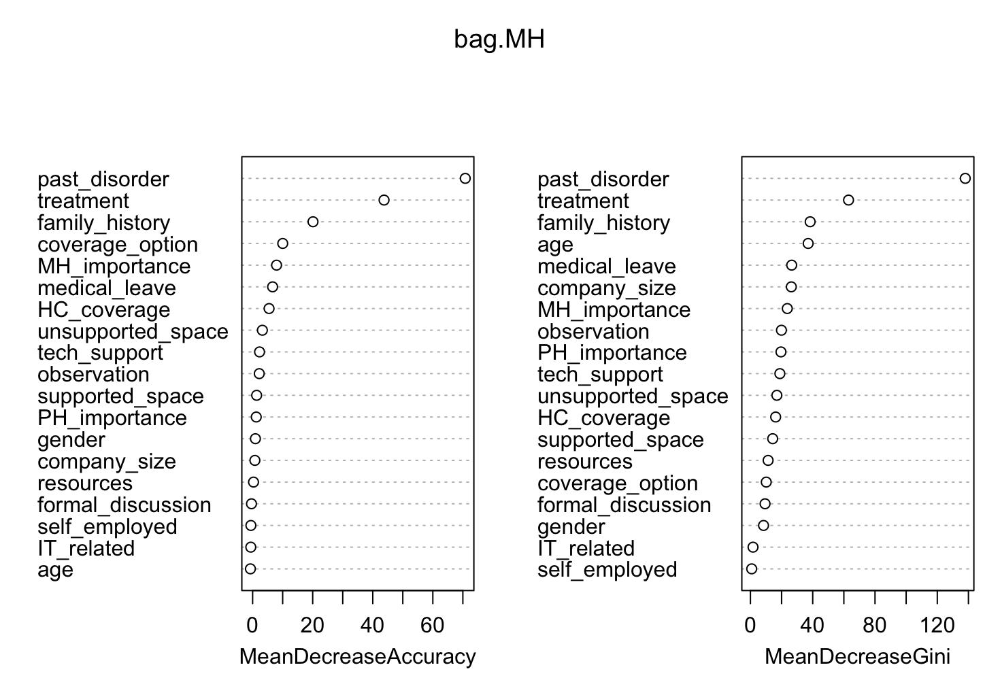 bag.MH
past_disorder
treatment
family_history
coverage_option
MH_importance
medical_leave
HC_coverage
unsupported_space
tech_support
observation
supported_space
PH_importance
gender
company_size
resources
formal_discussion
self_employed
IT_related
age
0 20 40 60
MeanDecreaseAccuracy
past_disorder
treatment
family_history
age
medical_leave
company_size
MH_importance
observation
PH_importance
tech_support
unsupported_space
HC_coverage
supported_space
resources
coverage_option
formal_discussion
gender
IT_related
self_employed
0 40 80 120
MeanDecreaseGini